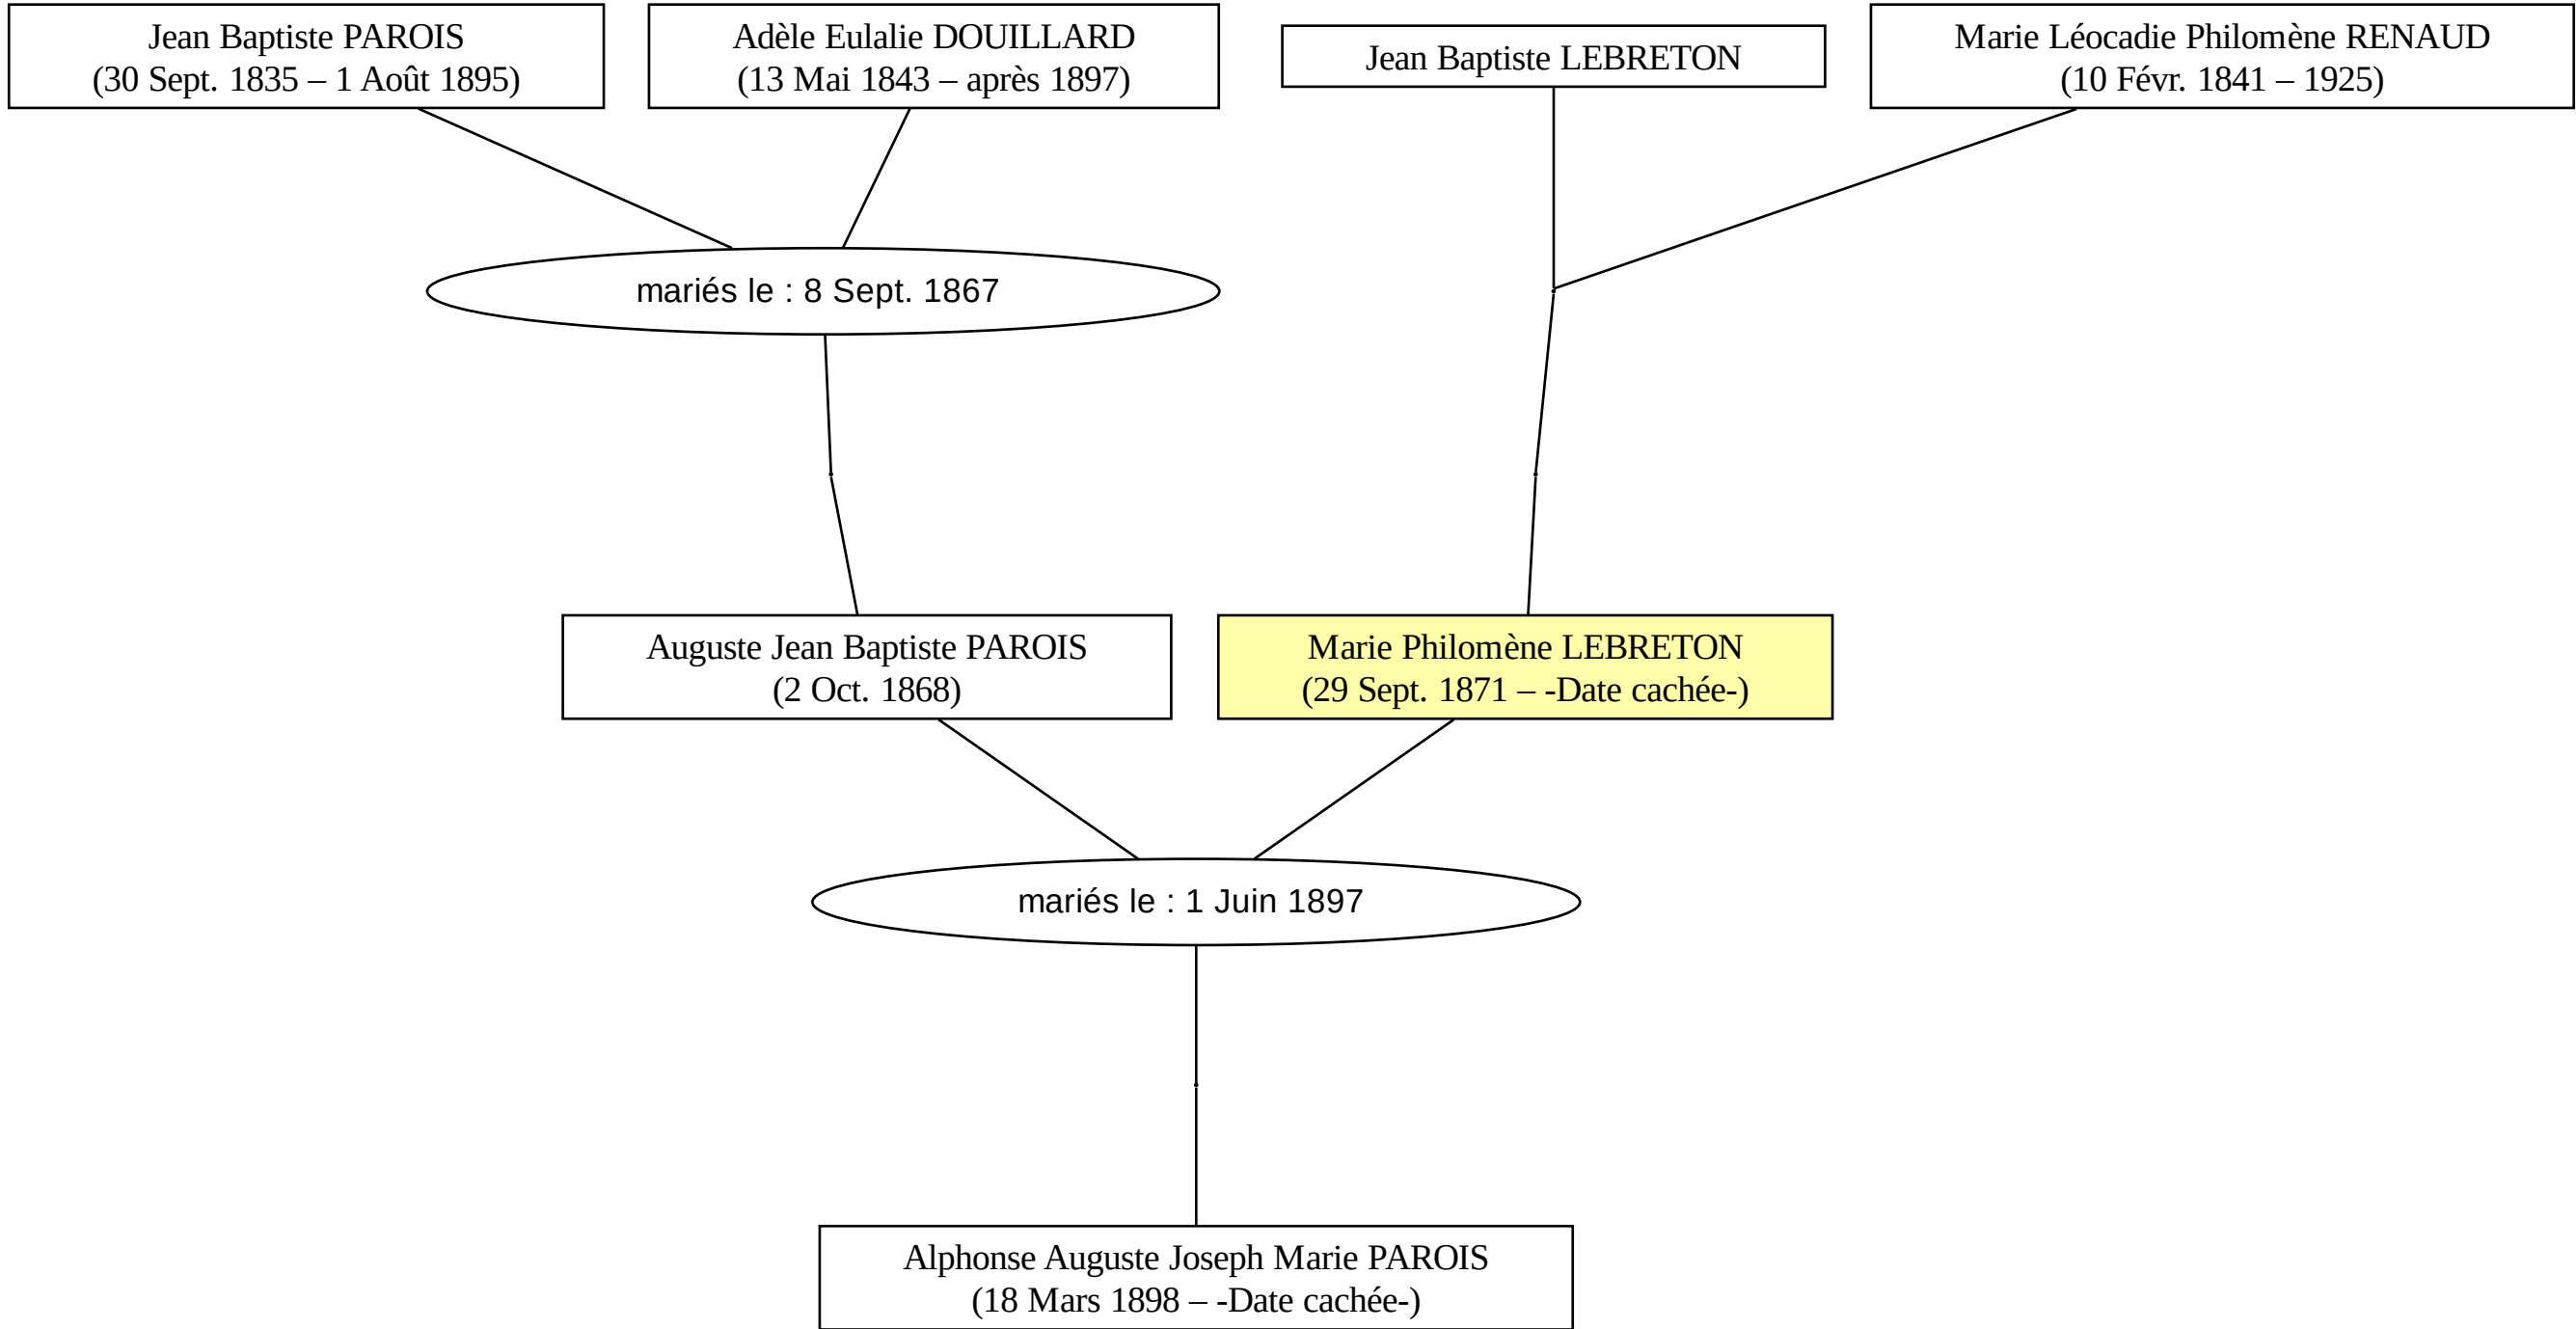 Jean Baptiste PAROIS
(30 Sept. 1835 – 1 Août 1895)
Adèle Eulalie DOUILLARD
(13 Mai 1843 – après 1897)
Jean Baptiste LEBRETON
Marie Léocadie Philomène RENAUD
(10 Févr. 1841 – 1925)
mariés le : 8 Sept. 1867
Auguste Jean Baptiste PAROIS
(2 Oct. 1868)
Marie Philomène LEBRETON
(29 Sept. 1871 – -Date cachée-)
mariés le : 1 Juin 1897
Alphonse Auguste Joseph Marie PAROIS
(18 Mars 1898 – -Date cachée-)